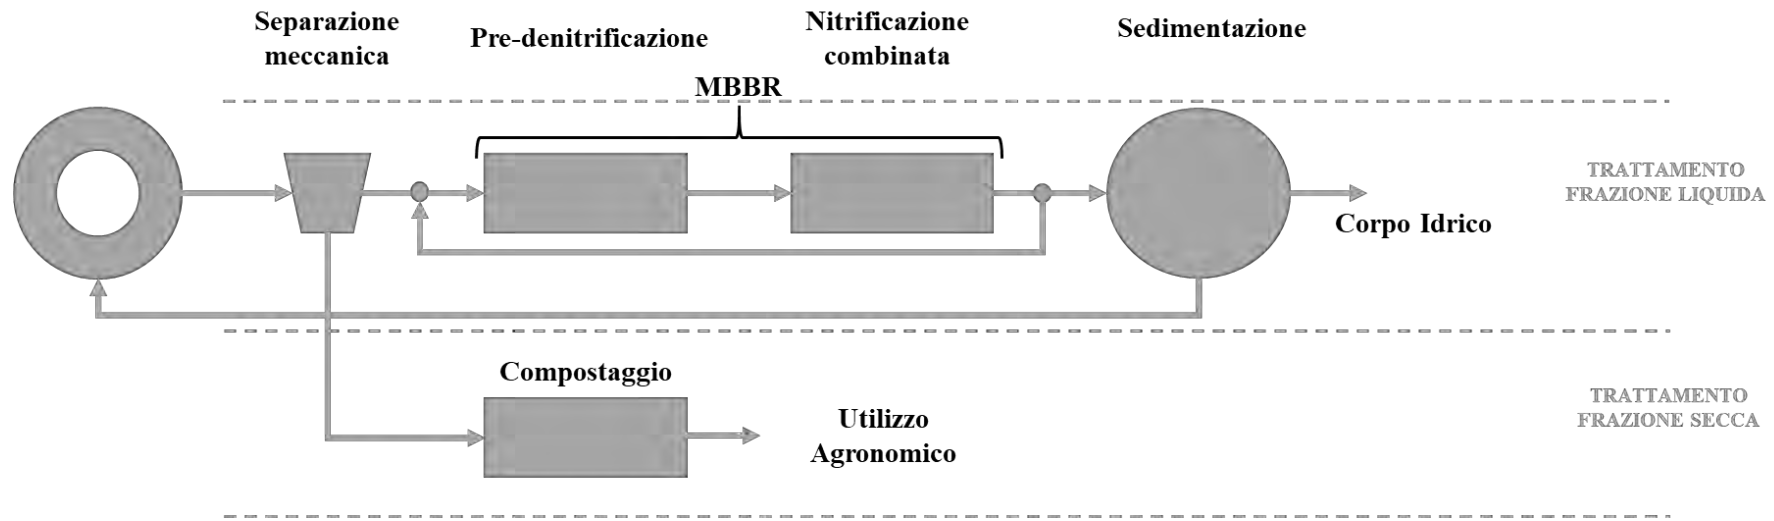 Separazione
meccanica
Pre-denitrificazione
Nitrificazione
combinata
Sedimentazione
MBBR
TRATTAMENTO
FRAZIONE LIQUIDA
Corpo Idrico
Compostaggio
Utilizzo
Agronomico
TRATTAMENTO
FRAZIONE SECCA